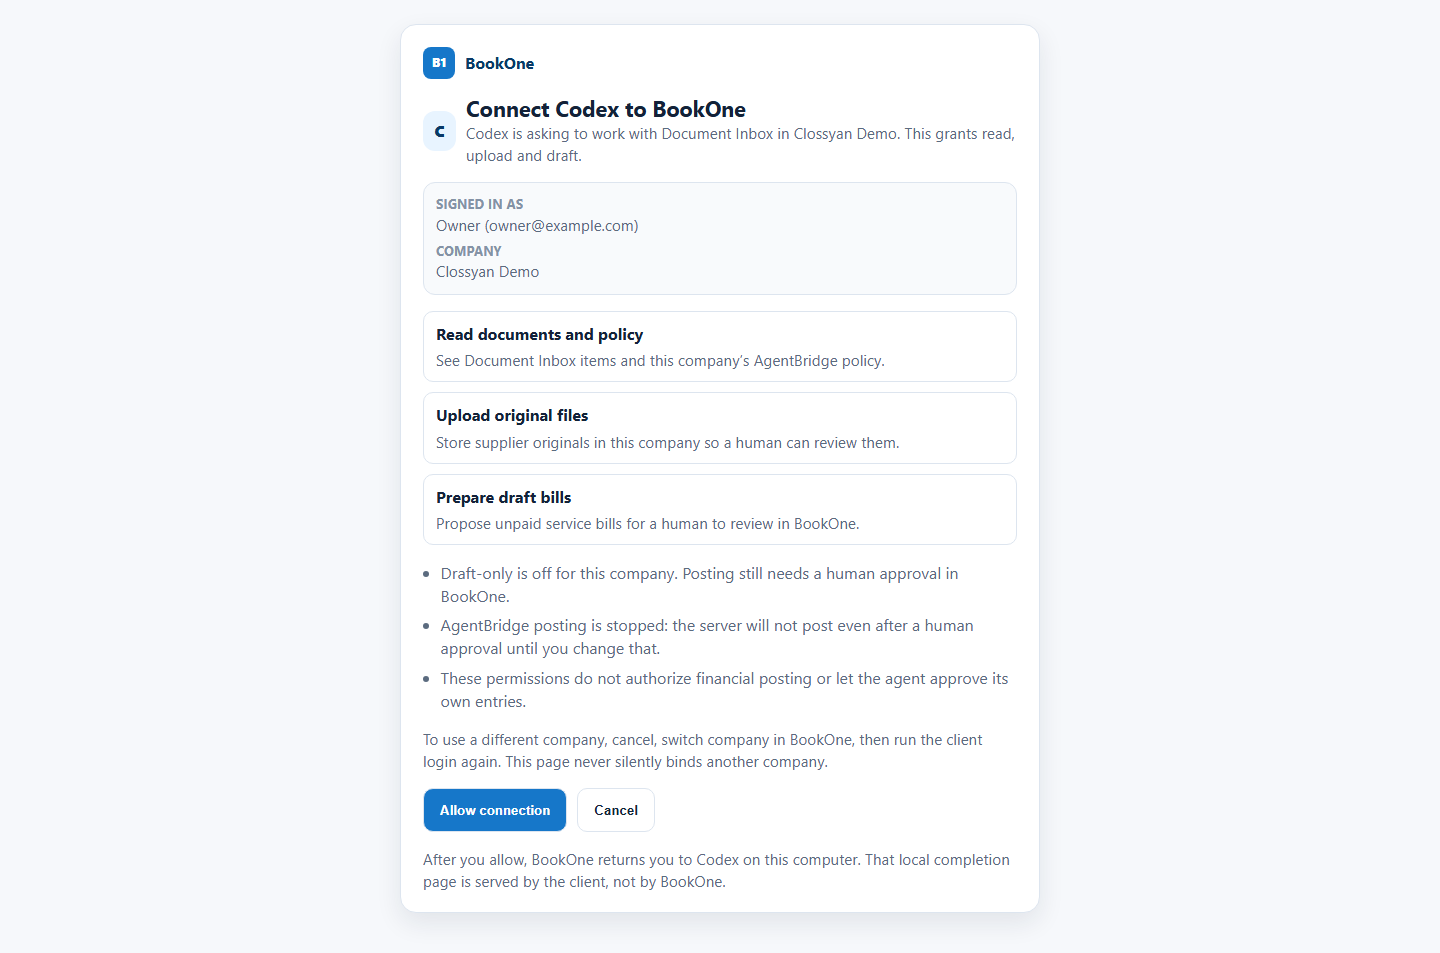 B1
BookOne
C
Connect Codex to BookOne
Codex is asking to work with Document Inbox in Clossyan Demo. This grants read,
upload and draft.
SIGNED IN AS
Owner (owner@example.com)
COMPANY
Clossyan Demo
Read documents and policy
See Document Inbox items and this company’s AgentBridge policy.
Upload original files
Store supplier originals in this company so a human can review them.
Prepare draft bills
Propose unpaid service bills for a human to review in BookOne.
• Draft-only is off for this company. Posting still needs a human approval in
BookOne.
• AgentBridge posting is stopped: the server will not post even after a human
approval until you change that.
• These permissions do not authorize financial posting or let the agent approve its
own entries.
To use a different company, cancel, switch company in BookOne, then run the client
login again. This page never silently binds another company.
Allow connection
Cancel
After you allow, BookOne returns you to Codex on this computer. That local completion
page is served by the client, not by BookOne.